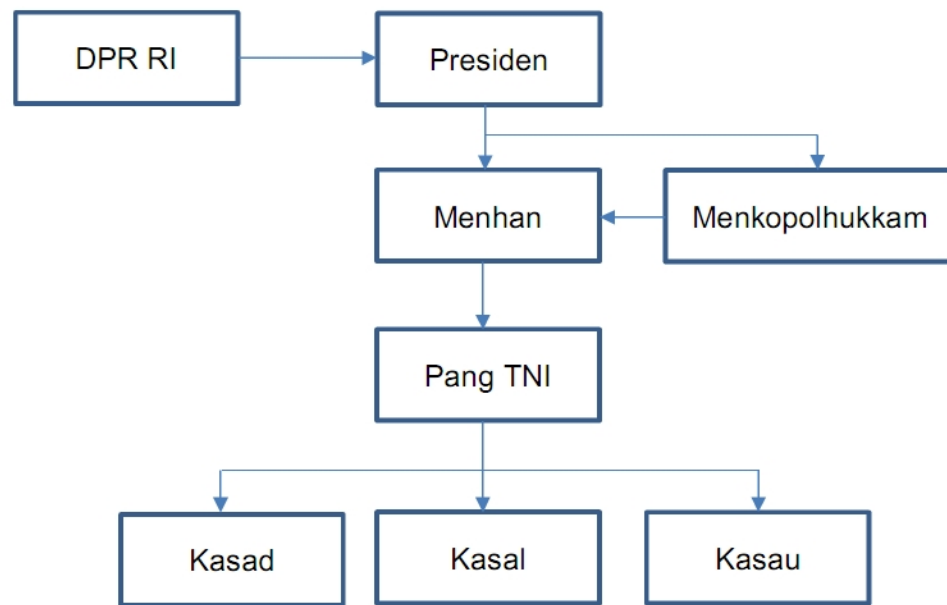 DPR RI
Presiden
Menhan
Menkopolhukkam
Pang TNI
Kasad
Kasal
Kasau